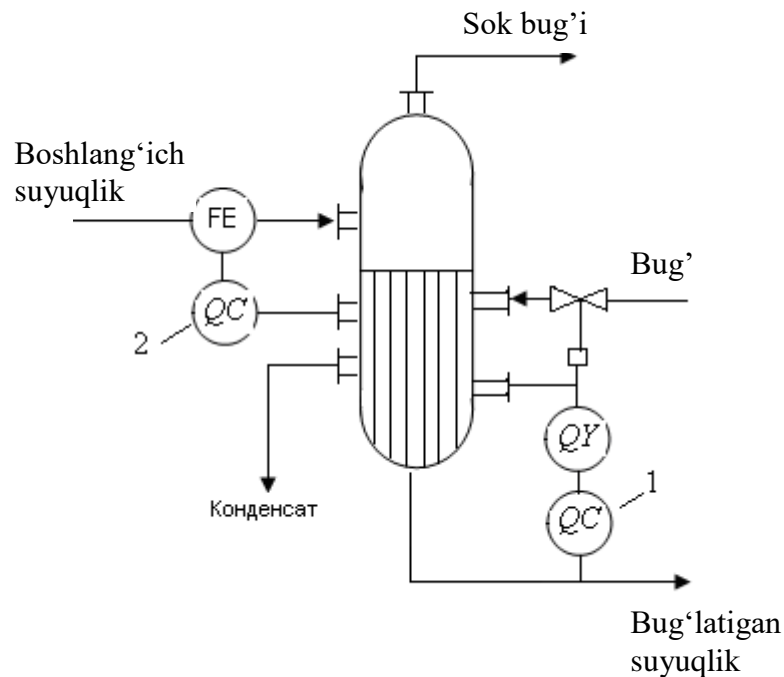 Sok bug’i
Boshlang‘ich
suyuqlik
FE
Bug’
QC
2
QY
1
Конденсат
QC
Bug‘latigan
suyuqlik